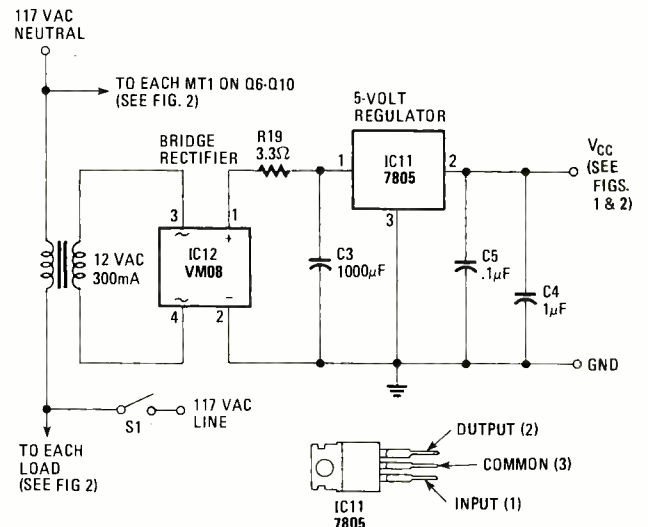 117 VAC
NEUTRAL
TO EACH MT1 ON Q6-Q10
(SEE FIG. 2)
5-VOLT
REGULATOR
BRIDGE
RECTIFIER
R19
3.3Ω
1
IC11
7805
2
3
VCC
(SEE
FIGS.
1 & 2)
12 VAC
300mA
3
1
~
+
IC12
VM08
~
−
4
2
C3
1000µF
C5
.1µF
C4
1µF
GND
S1
117 VAC
LINE
TO EACH
LOAD
(SEE FIG 2)
OUTPUT (2)
COMMON (3)
INPUT (1)
IC11
7805